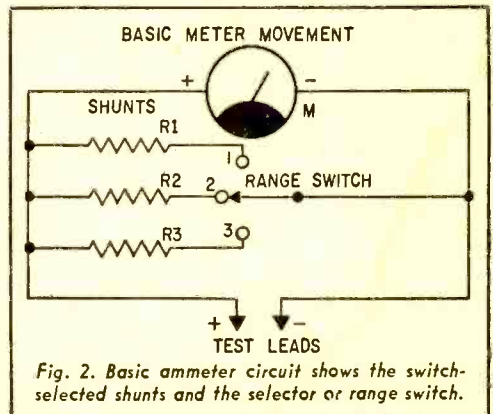 BASIC METER MOVEMENT
+ -
M
SHUNTS
R1
1
R2 2 RANGE SWITCH
R3 3
+ -
TEST LEADS
Fig. 2. Basic ammeter circuit shows the switch-
selected shunts and the selector or range switch.